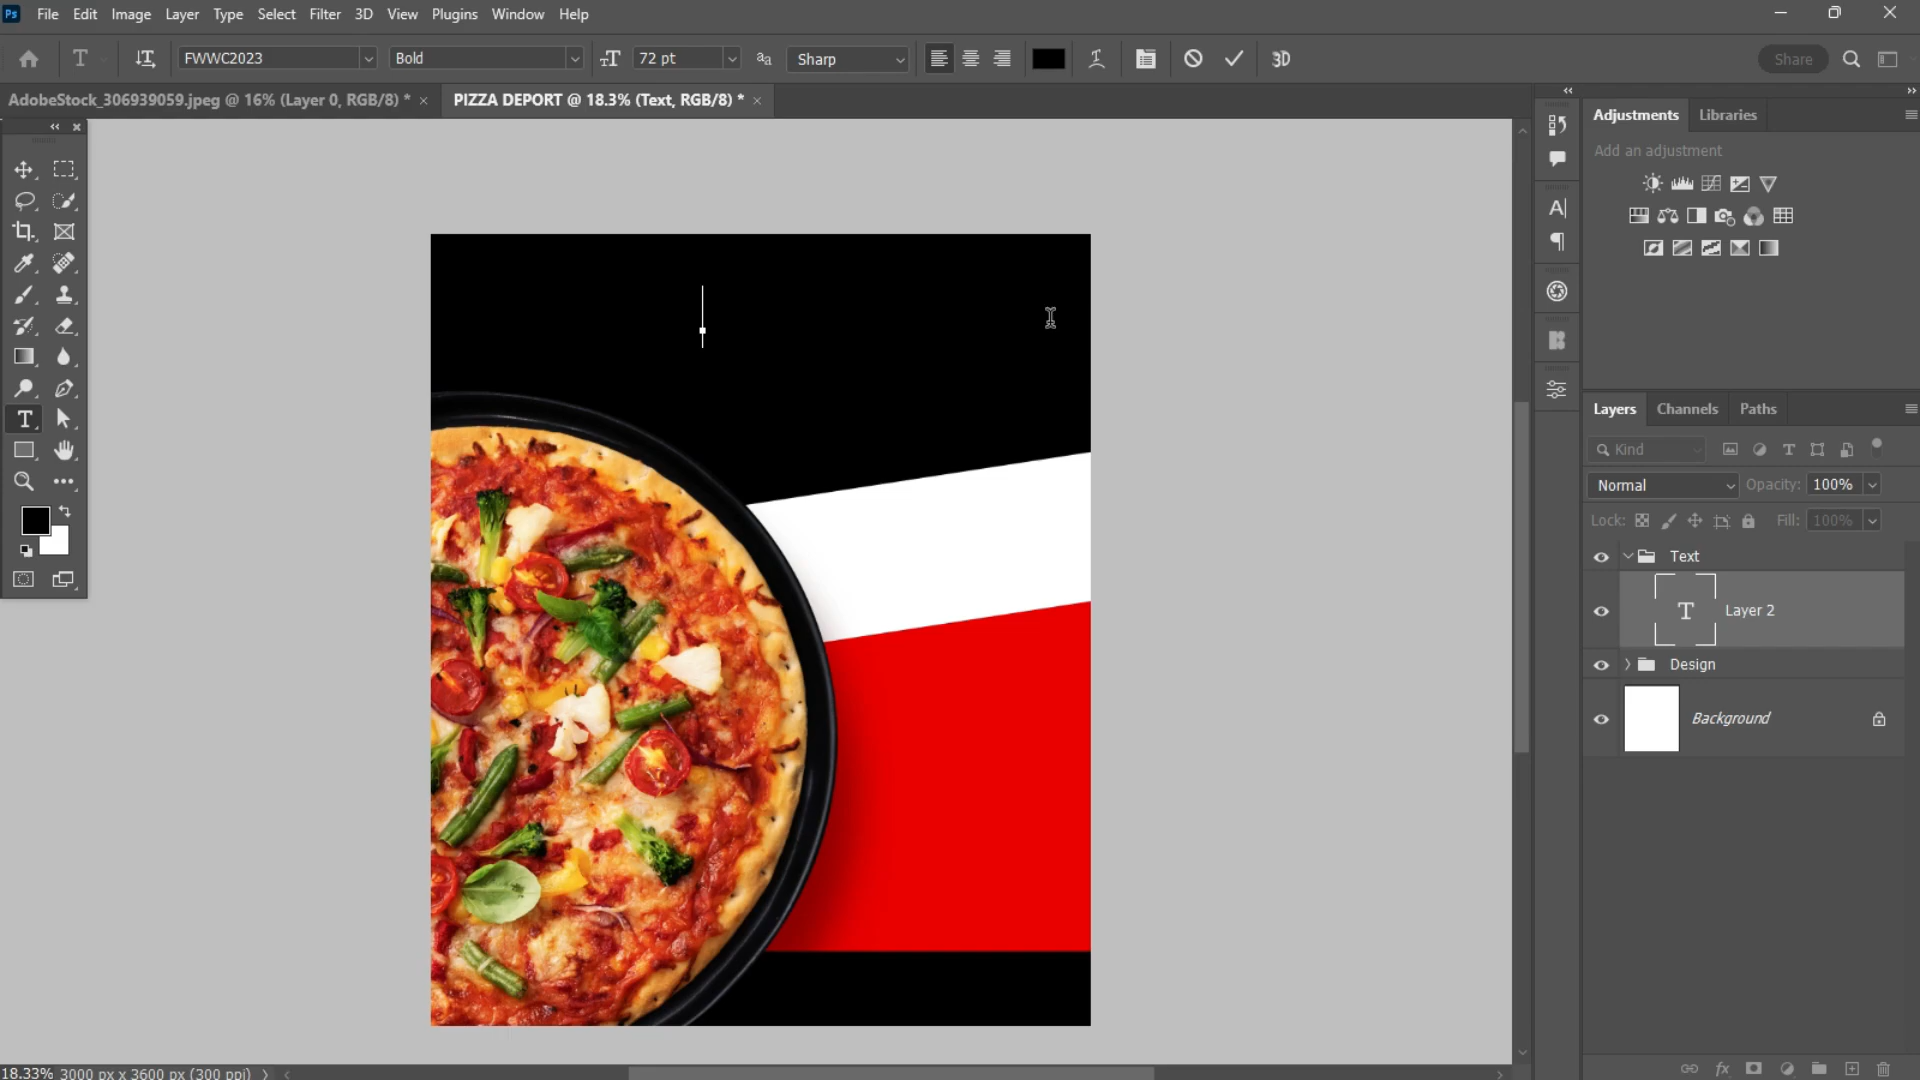 Ps File Edit Image Layer Type Select Filter 3D View Plugins Window Help
T FWWC2023 Bold 72 pt Sharp 3D Share
AdobeStock_306939059.jpeg @ 16% (Layer 0, RGB/8) * × PIZZA DEPORT @ 18.3% (Text, RGB/8) * ×
Adjustments Libraries
Add an adjustment
Layers Channels Paths
Kind
Normal Opacity: 100%
Lock: Fill: 100%
Text
T Layer 2
Design
Background
18.33% 3000 px x 3600 px (300 ppi)